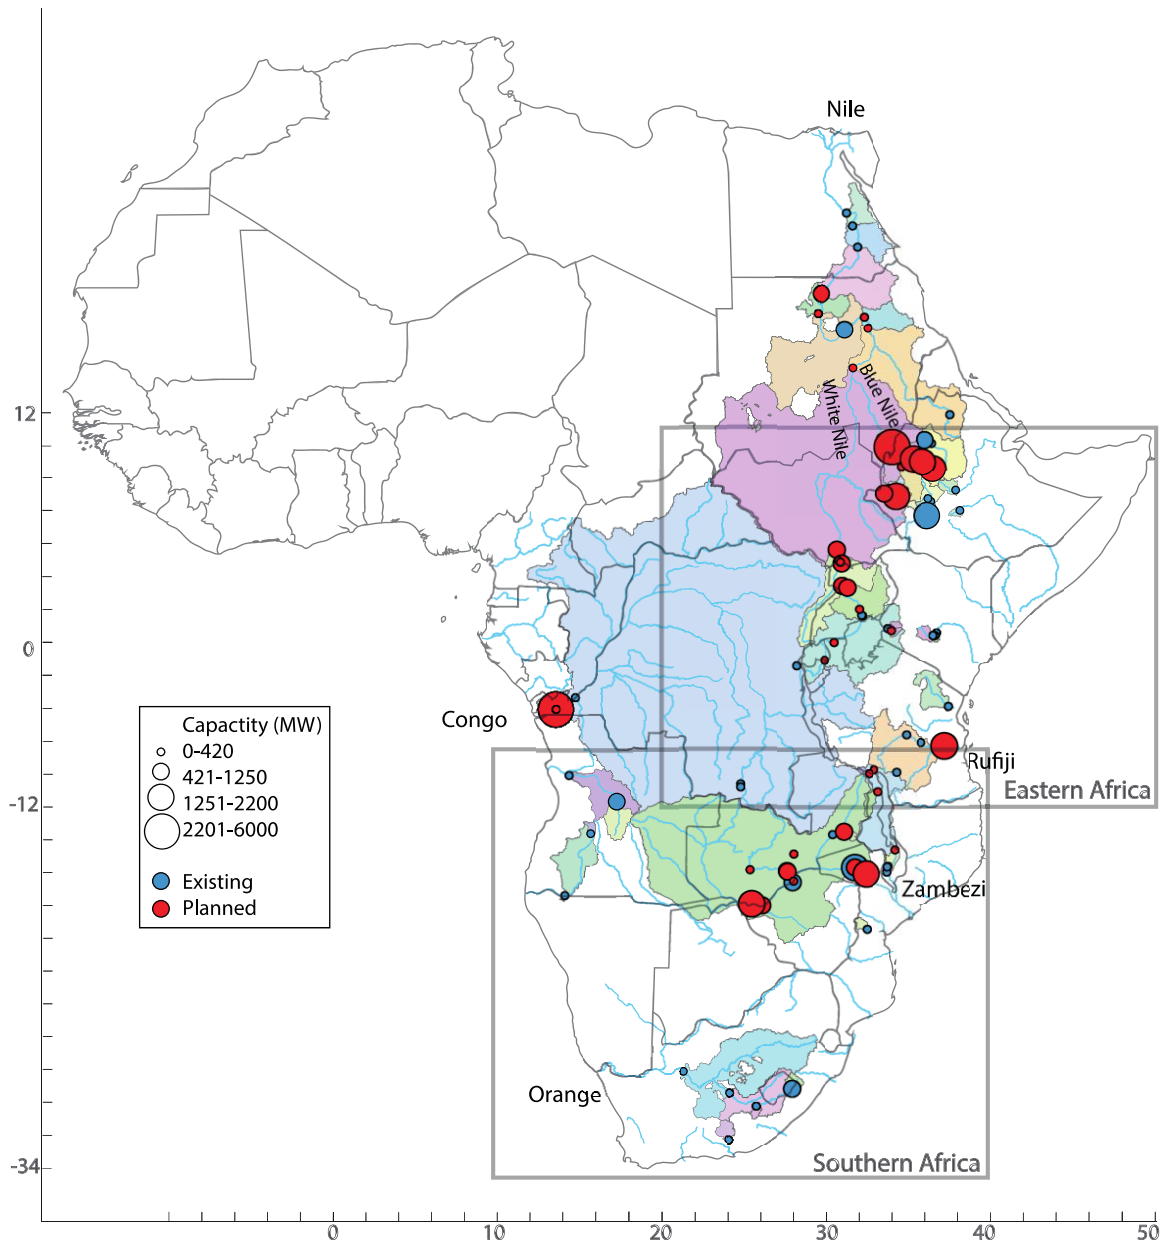 Nile
12
White Nile
Blue Nile
0
Congo
Capactity (MW)
0-420
421-1250
1251-2200
2201-6000
Existing
Planned
Rufiji
Eastern Africa
-12
Zambezi
Orange
Southern Africa
-34
0
10
20
30
40
50